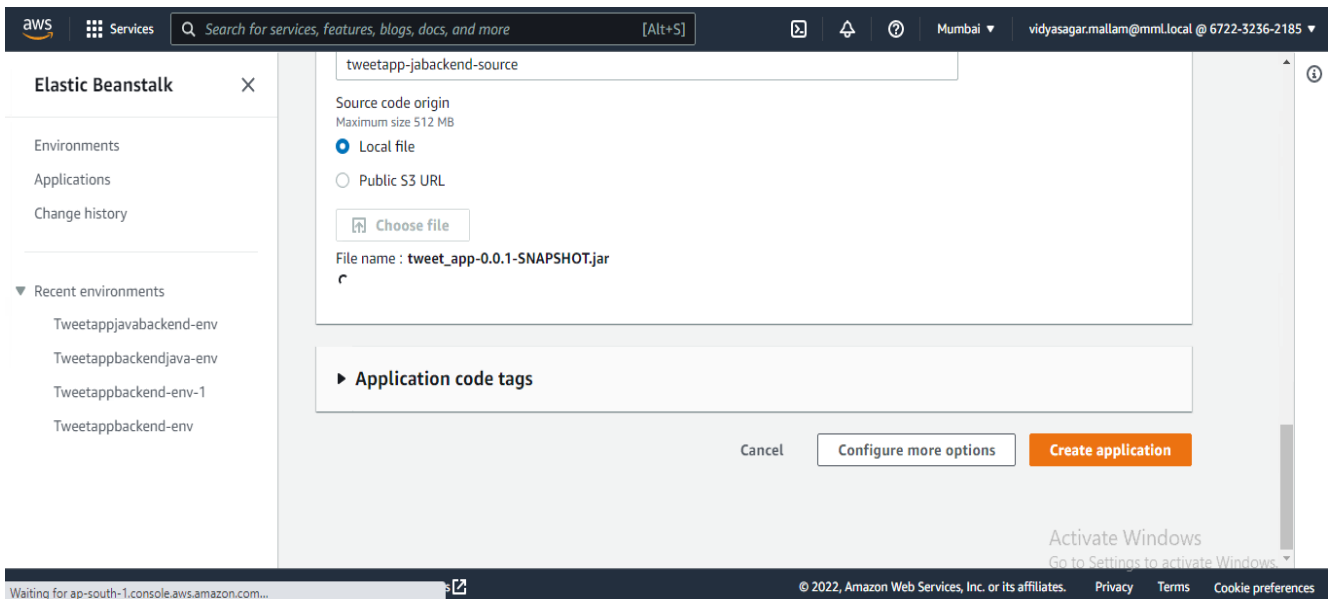 aws Services Search for services, features, blogs, docs, and more [Alt+S] Mumbai ▼ vidyasagar.mallam@mml.local @ 6722-3236-2185 ▼
Elastic Beanstalk
Environments
Applications
Change history
Recent environments
Tweetappjavabackend-env
Tweetappbackendjava-env
Tweetappbackend-env-1
Tweetappbackend-env
tweetapp-jabackend-source
Source code origin
Maximum size 512 MB
Local file
Public S3 URL
Choose file
File name : tweet_app-0.0.1-SNAPSHOT.jar
Application code tags
Cancel Configure more options Create application
Activate Windows
Go to Settings to activate Windows.
Waiting for ap-south-1.console.aws.amazon.com... s © 2022, Amazon Web Services, Inc. or its affiliates. Privacy Terms Cookie preferences